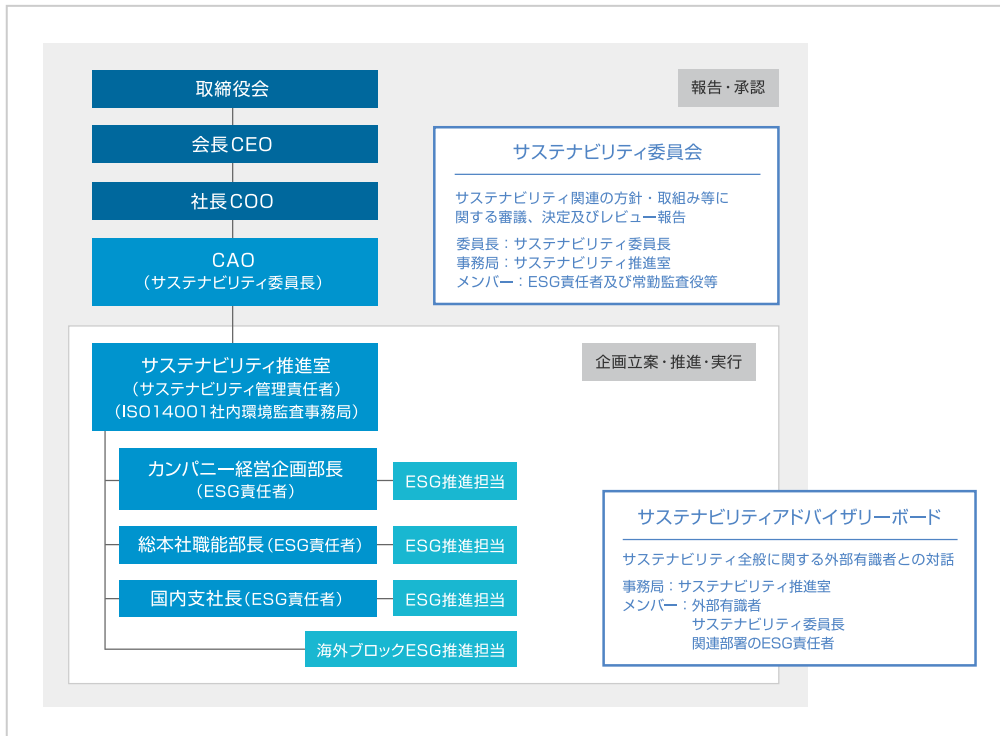 取締役会
会長CEO
社長COO
CAO
（サステナビリティ委員長）
報告・承認
サステナビリティ委員会
サステナビリティ関連の方針・取組み等に
関する審議、決定及びレビュー報告
委員長：サステナビリティ委員長
事務局：サステナビリティ推進室
メンバー：ESG責任者及び常勤監査役等
サステナビリティ推進室
（サステナビリティ管理責任者）
（ISO14001社内環境監査事務局）
企画立案・推進・実行
カンパニー経営企画部長
（ESG責任者）
ESG推進担当
総本社職能部長（ESG責任者）
ESG推進担当
国内支社長（ESG責任者）
ESG推進担当
海外ブロックESG推進担当
サステナビリティアドバイザリーボード
サステナビリティ全般に関する外部有識者との対話
事務局：サステナビリティ推進室
メンバー：外部有識者
サステナビリティ委員長
関連部署のESG責任者